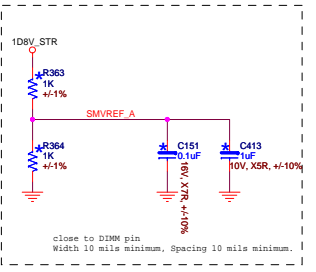 1D8V_STR
*R363
1K
+/-1%
SMVREF_A
*R364
1K
+/-1%
*C151
0.1uF
16V, X7R, +/-10%
*C413
1uF
10V, X5R, +/-10%
close to DIMM pin
Width 10 mils minimum, Spacing 10 mils minimum.